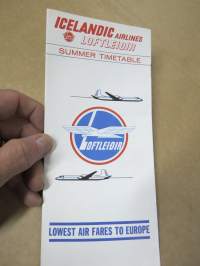 ICELANDIC AIRLINES
LOFTLEIDIR
SUMMER TIMETABLE
LOFTLEIDIR
LOWEST AIR FARES TO EUROPE